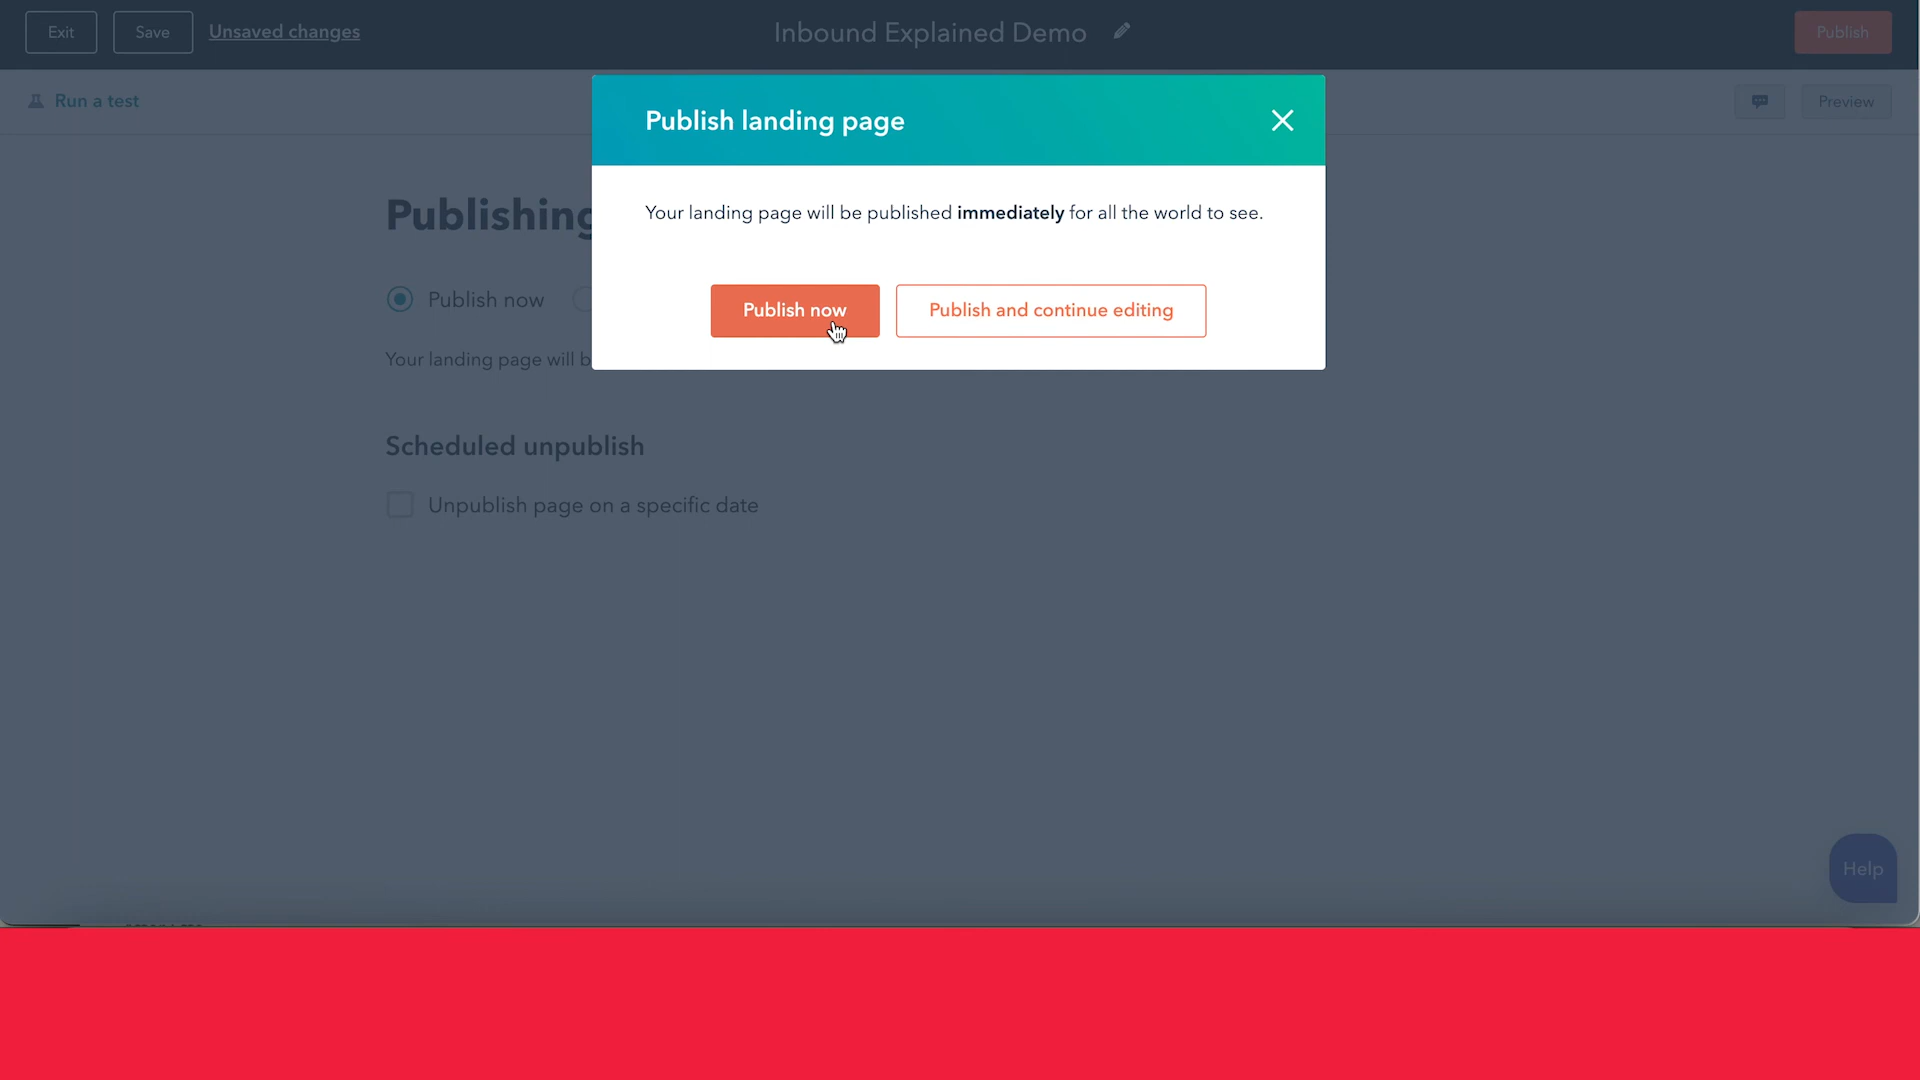 Exit
Save
Unsaved changes
Inbound Explained Demo
Publish
Run a test
Preview
Publish landing page
Your landing page will be published immediately for all the world to see.
Publish now
Publish and continue editing
Publishing
Publish now
Your landing page will
Scheduled unpublish
Unpublish page on a specific date
Help